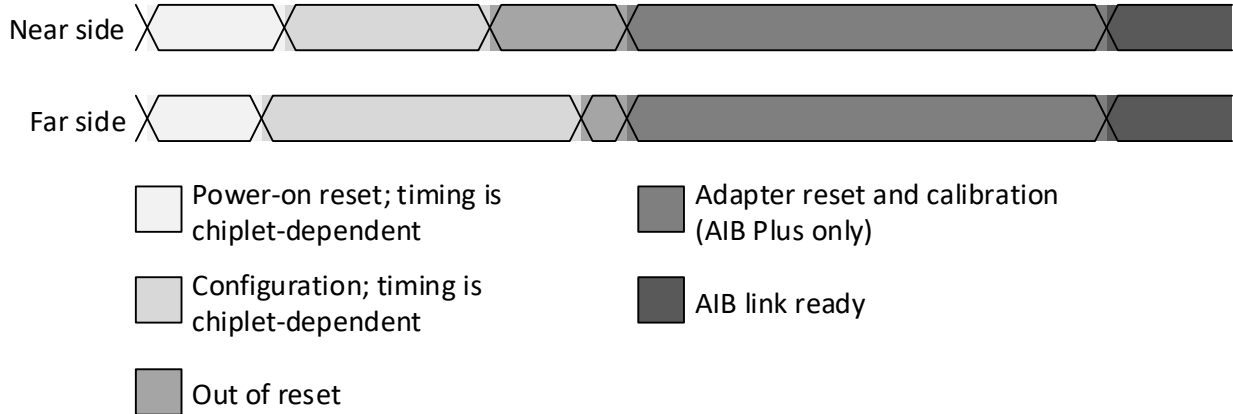 Near side
Far side
Power-on reset; timing is
chiplet-dependent
Configuration; timing is
chiplet-dependent
Out of reset
Adapter reset and calibration
(AIB Plus only)
AIB link ready